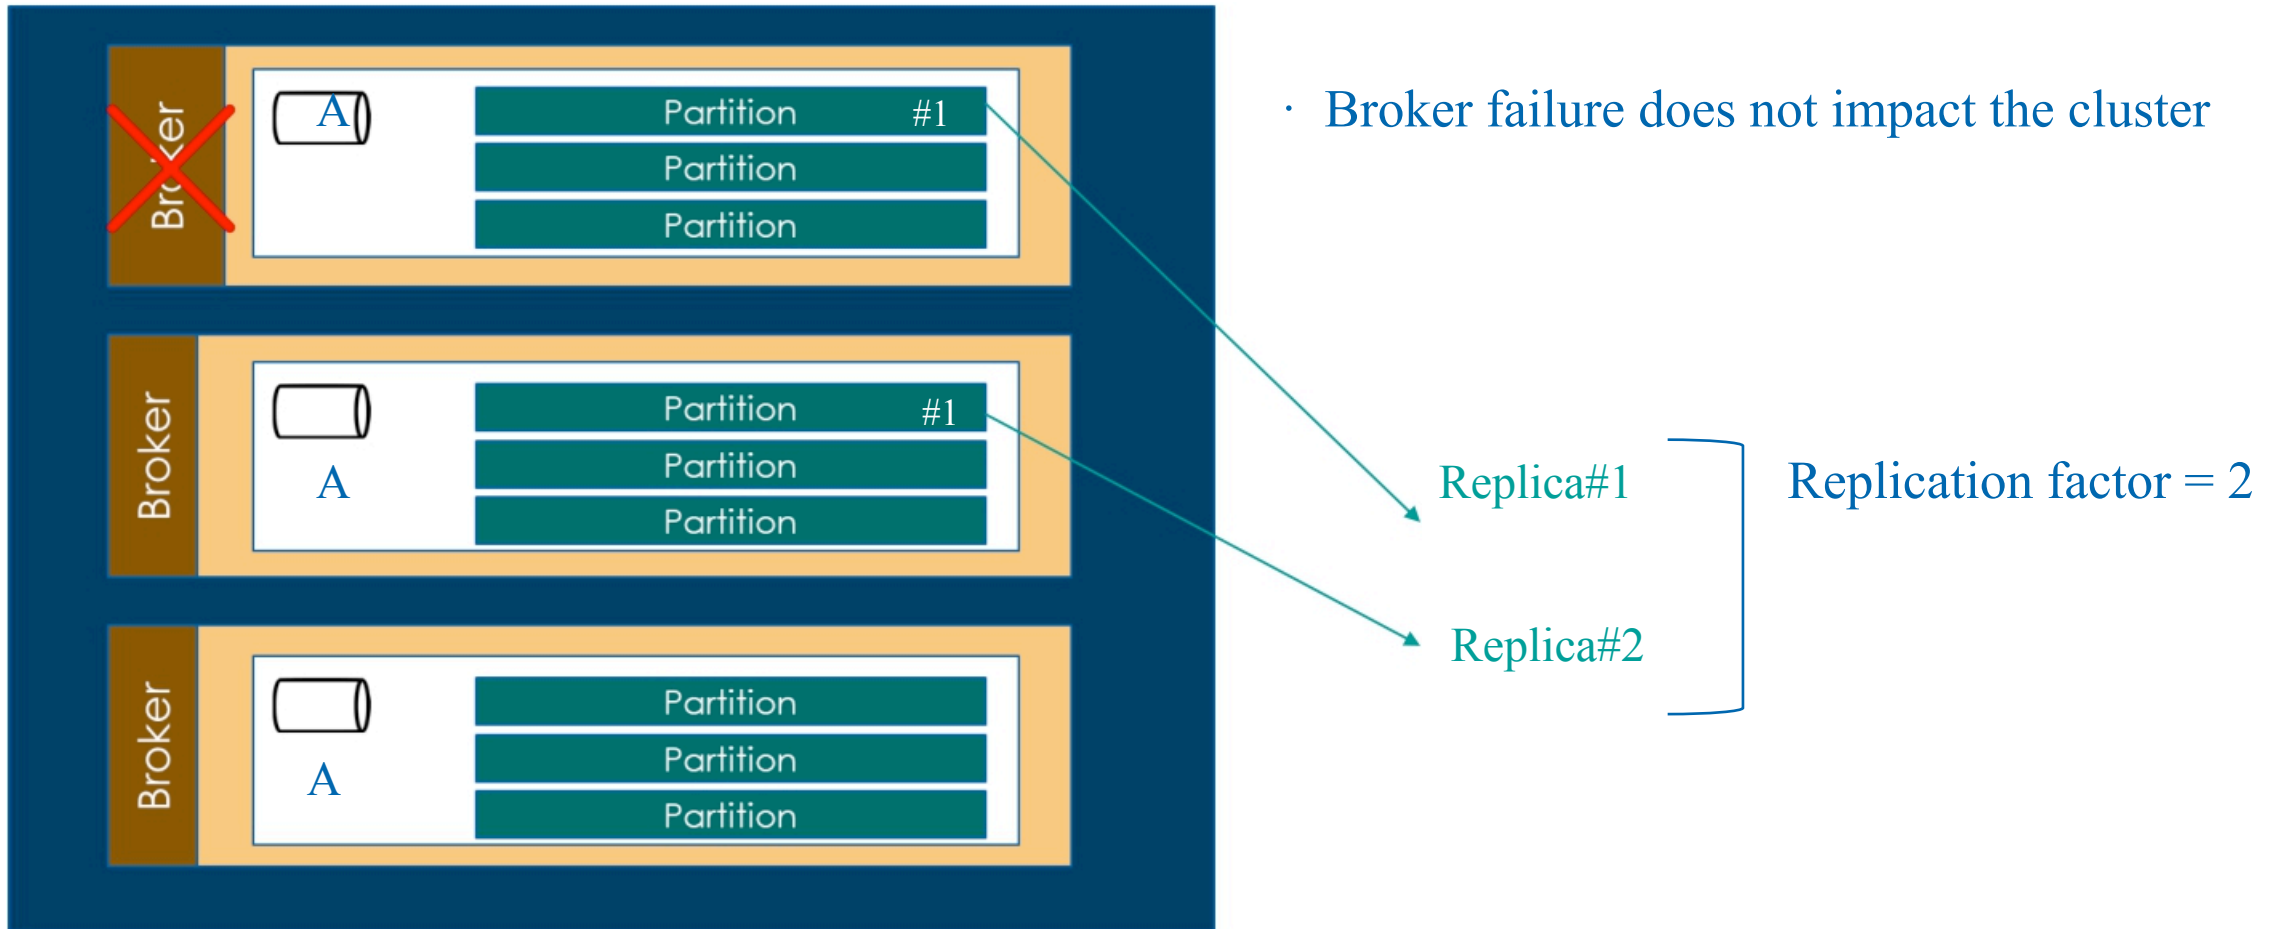 Broker
A
Partition #1
Partition
Partition
Broker
A
Partition #1
Partition
Partition
Broker
A
Partition
Partition
Partition
· Broker failure does not impact the cluster
Replica#1
Replica#2
Replication factor = 2